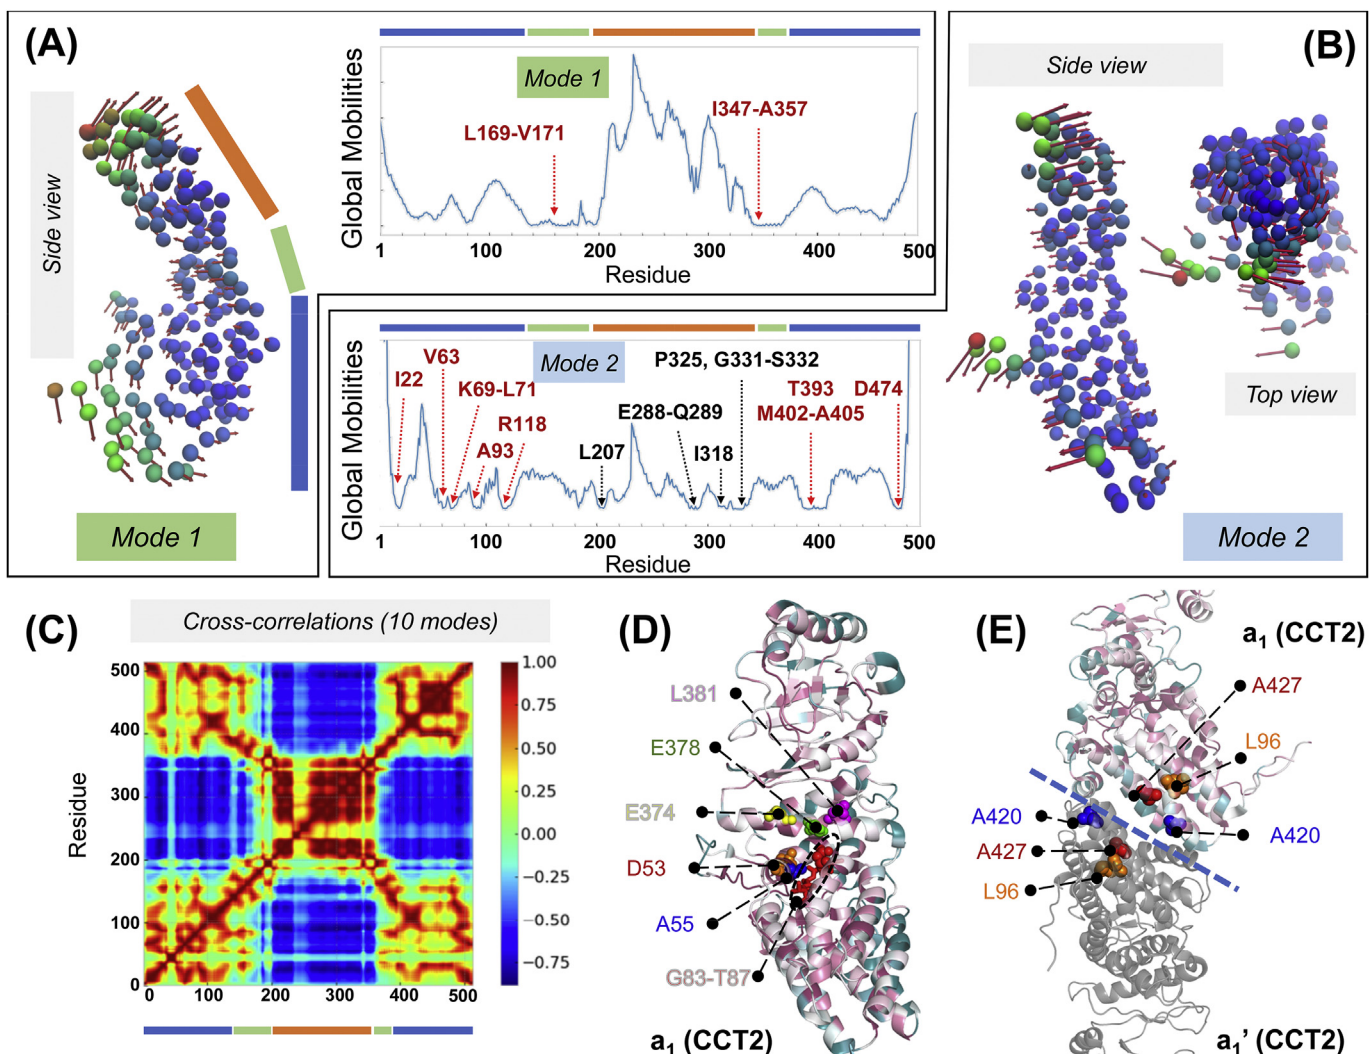 (A)
Side view
Mode 1
Global Mobilities
Mode 1
L169-V171
I347-A357
0
100
200
300
400
500
Residue
(B)
Side view
Top view
Mode 2
Global Mobilities
Mode 2
I22
V63
K69-L71
R118
A93
L207
E288-Q289
P325, G331-S332
I318
T393
M402-A405
D474
1
100
200
300
400
500
Residue
(C)
Cross-correlations (10 modes)
Residue
500
400
300
200
100
0
0
100
200
300
400
500
1.00
0.75
0.50
0.25
0.00
−0.25
−0.50
−0.75
(D)
L381
E378
E374
D53
A55
G83-T87
a1 (CCT2)
(E)
a1 (CCT2)
A427
L96
A420
A420
A427
L96
a1’ (CCT2)